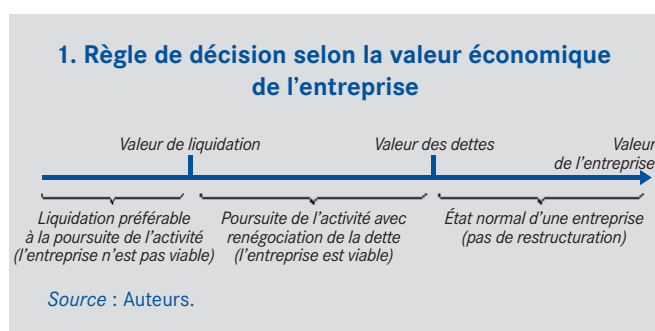 1. Règle de décision selon la valeur économique
de l’entreprise
Valeur de liquidation
Valeur des dettes
Valeur
de l’entreprise
Liquidation préférable
à la poursuite de l’activité
(l’entreprise n’est pas viable)
Poursuite de l’activité avec
renégociation de la dette
(l’entreprise est viable)
État normal d’une entreprise
(pas de restructuration)
Source : Auteurs.